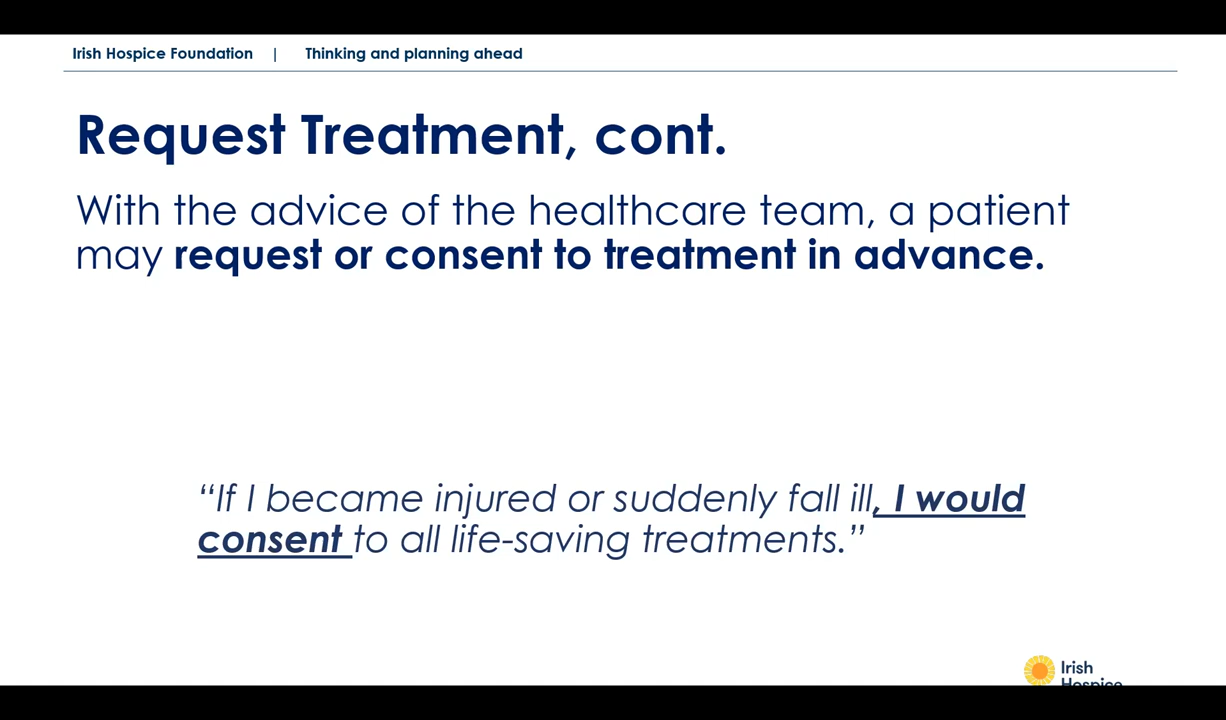 Irish Hospice Foundation | Thinking and planning ahead
Request Treatment, cont.
With the advice of the healthcare team, a patient
may request or consent to treatment in advance.
“If I became injured or suddenly fall ill, I would
consent to all life-saving treatments.”
Irish
Hospice